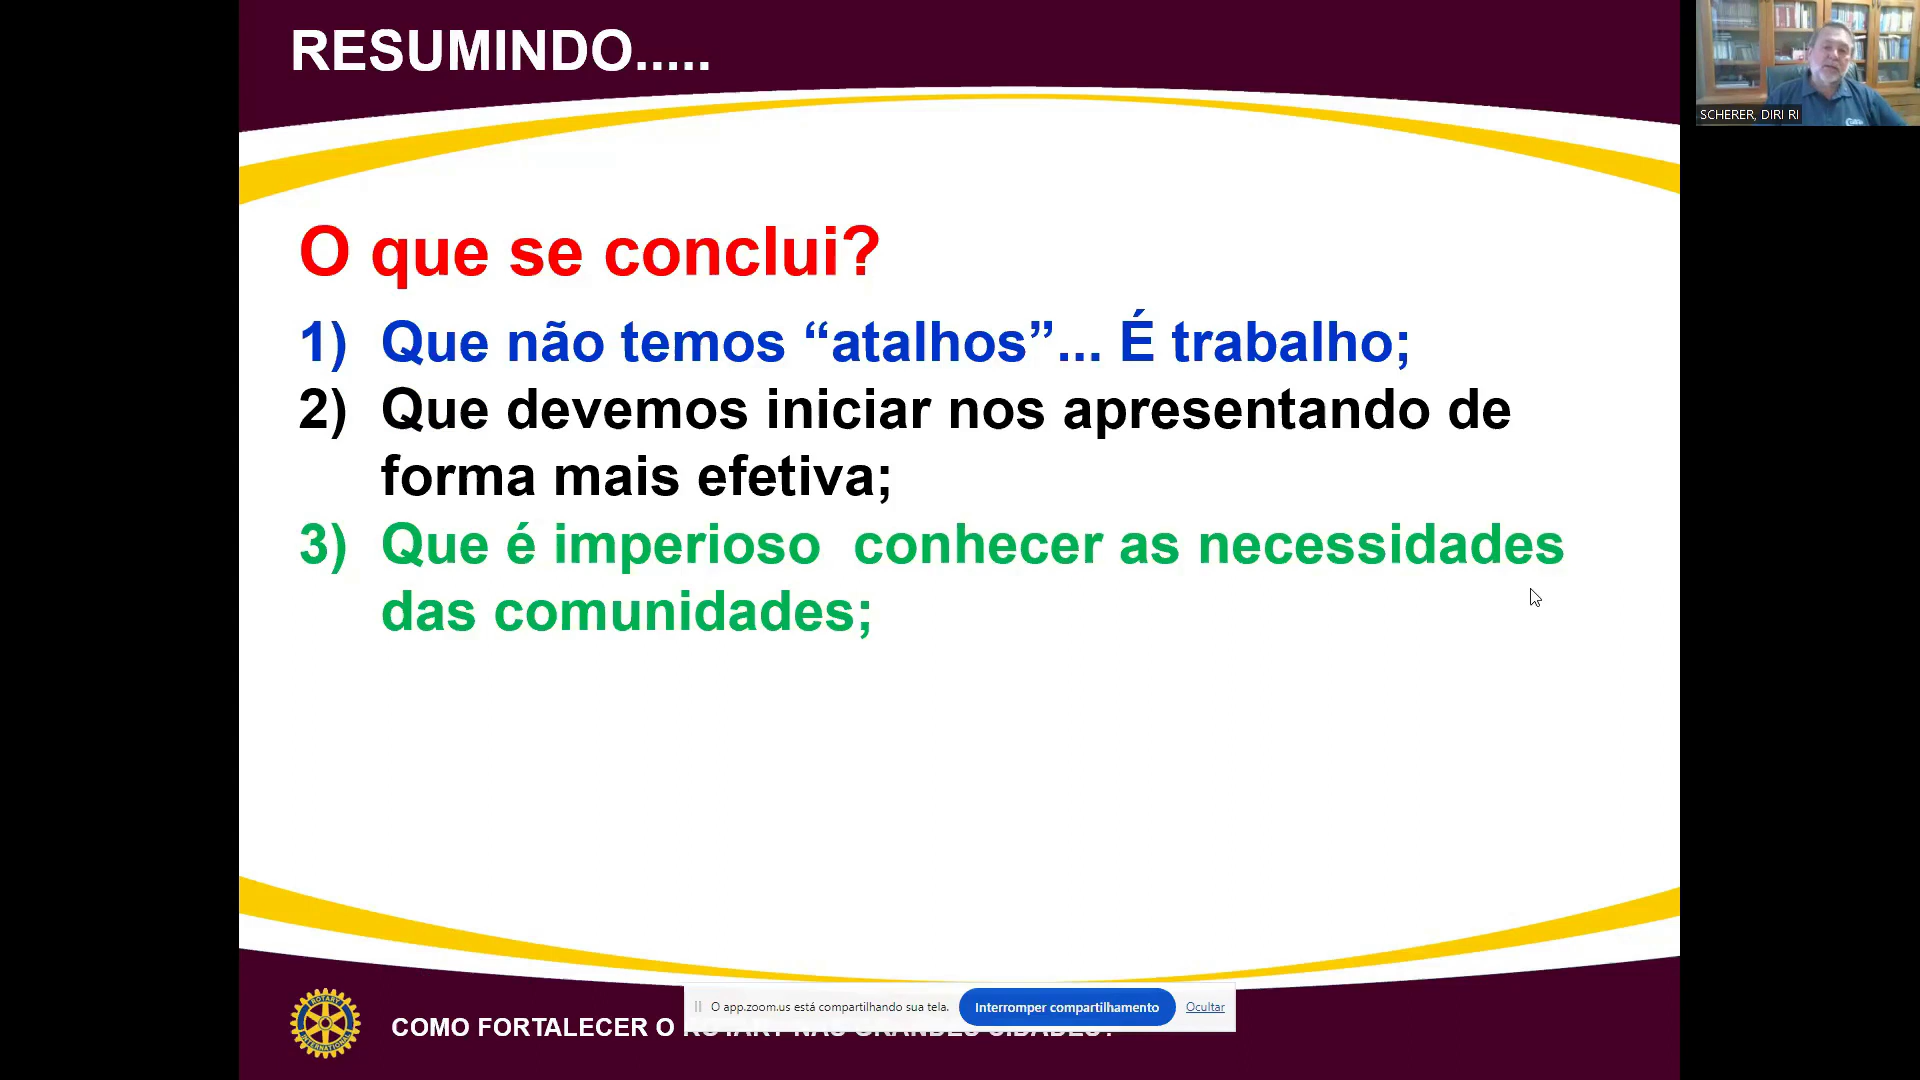 RESUMINDO.....
SCHERER, DIRI RI
O que se conclui?
1) Que não temos “atalhos”... É trabalho;
2) Que devemos iniciar nos apresentando de
forma mais efetiva;
3) Que é imperioso  conhecer as necessidades
das comunidades;
O app.zoom.us está compartilhando sua tela.
Interromper compartilhamento
Ocultar
ROTARY
INTERNATIONAL
COMO FORTALECER O ROTARY NAS GRANDES CIDADES?